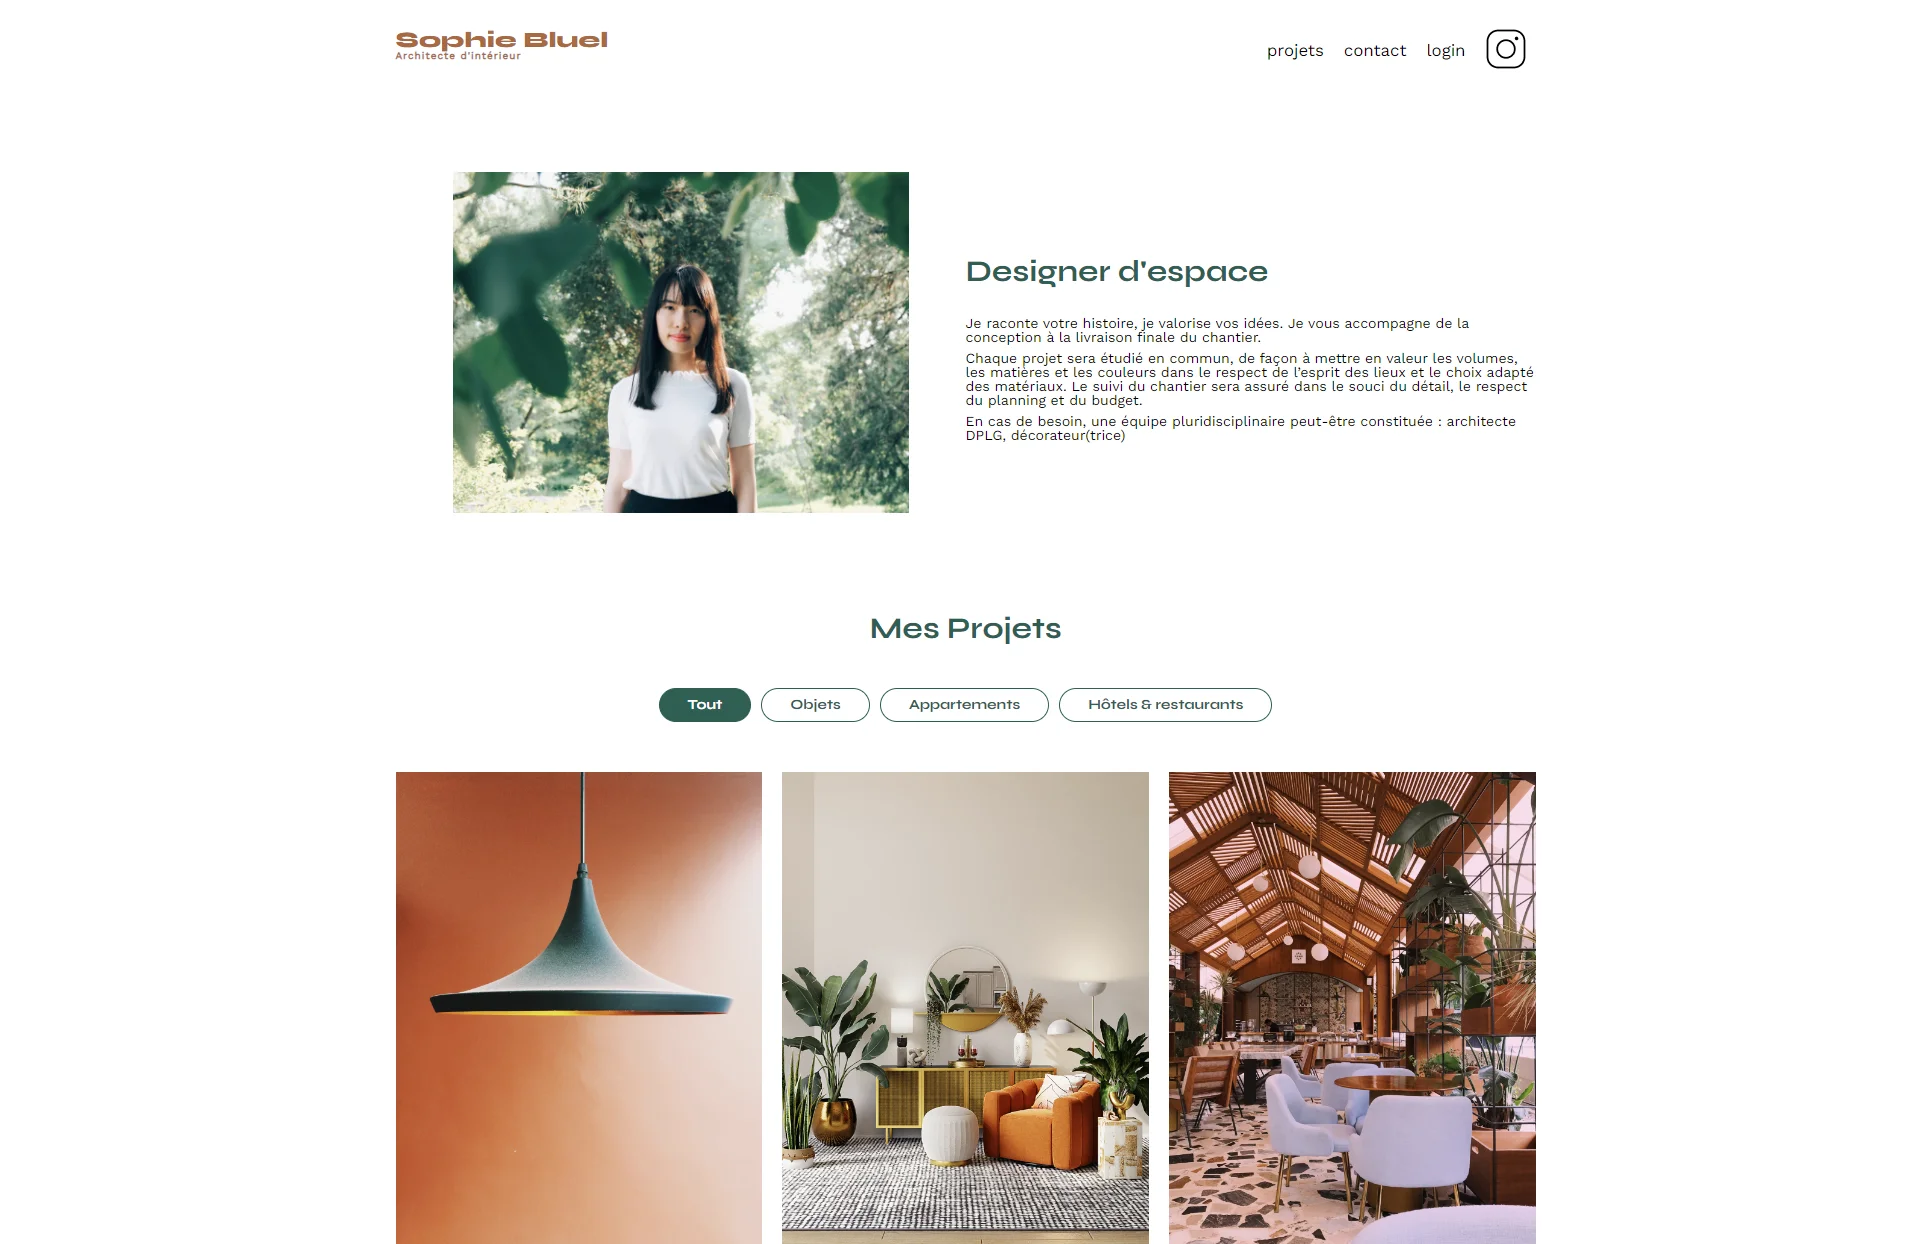 Sophie Bluel
Architecte d'intérieur
projets contact login
Designer d'espace
Je raconte votre histoire, je valorise vos idées. Je vous accompagne de la
conception à la livraison finale du chantier.
Chaque projet sera étudié en commun, de façon à mettre en valeur les volumes,
les matières et les couleurs dans le respect de l’esprit des lieux et le choix adapté
des matériaux. Le suivi du chantier sera assuré dans le souci du détail, le respect
du planning et du budget.
En cas de besoin, une équipe pluridisciplinaire peut-être constituée : architecte
DPLG, décorateur(trice)
Mes Projets
Tout Objets Appartements Hôtels & restaurants